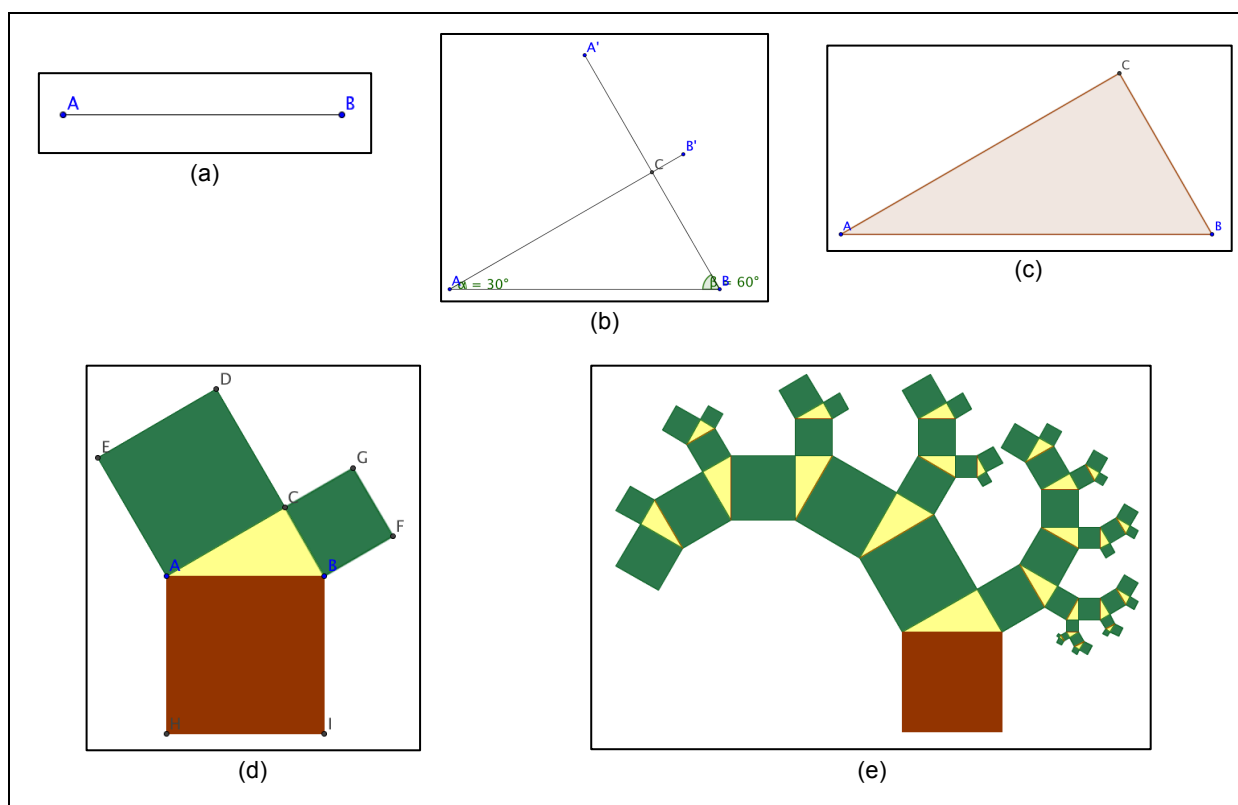 A B
(a)
A'
B'
C
A α = 30° B β = 60°
(b)
C
A B
(c)
D
E
G
C
F
A B
H I
(d)
(e)